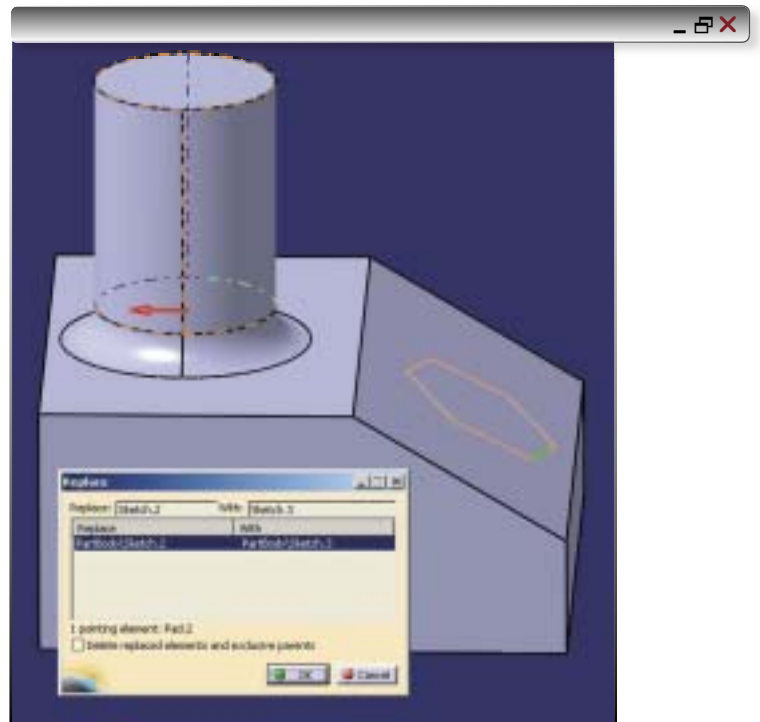 Replace
Replace: Sketch.2 With: Sketch.3
Replace With
PartBody\Sketch.2 PartBody\Sketch.3
1 pointing element: Pad.2
Delete replaced elements and exclusive parents
OK Cancel